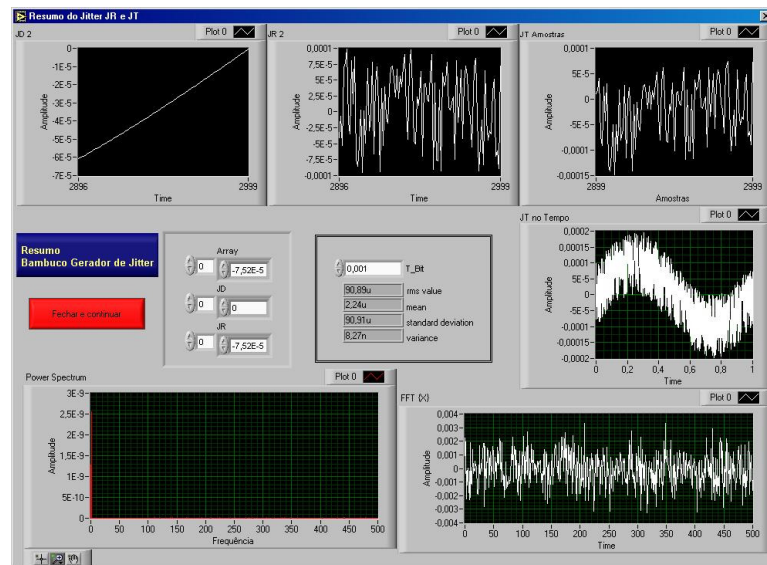 Resumo do Jitter JR e JT
JD 2
Plot 0
0-
-1E-5-
-2E-5-
-3E-5-
-4E-5-
-5E-5-
-6E-5-
-7E-5-
Amplitude
2896
2999
Time
JR 2
Plot 0
0,0001-
7,5E-5-
5E-5-
2,5E-5-
0-
-2,5E-5-
-5E-5-
-7,5E-5-
-0,0001-
Amplitude
2896
2999
Time
JT Amostras
Plot 0
0,0001-
5E-5-
0-
-5E-5-
-0,0001-
-0,00015-
Amplitude
2899
2999
Amostras
Resumo
Bambuco Gerador de Jitter
Fechar e continuar
Array
0
-7,52E-5
JD
0
0
JR
0
-7,52E-5
0,001 T_Bit
90,89u rms value
2,24u mean
90,91u standard deviation
8,27n variance
JT no Tempo
Plot 0
0,0002-
0,00015-
0,0001-
5E-5-
0-
-5E-5-
-0,0001-
-0,00015-
-0,0002-
Amplitude
0 0,2 0,4 0,6 0,8 1
Time
Power Spectrum
Plot 0
3E-9-
2,5E-9-
2E-9-
1,5E-9-
1E-9-
5E-10-
0-
Amplitude
0 50 100 150 200 250 300 350 400 450 500
Frequência
FFT {X}
Plot 0
0,004-
0,003-
0,002-
0,001-
0-
-0,001-
-0,002-
-0,003-
-0,004-
Amplitude
0 50 100 150 200 250 300 350 400 450 500
Time